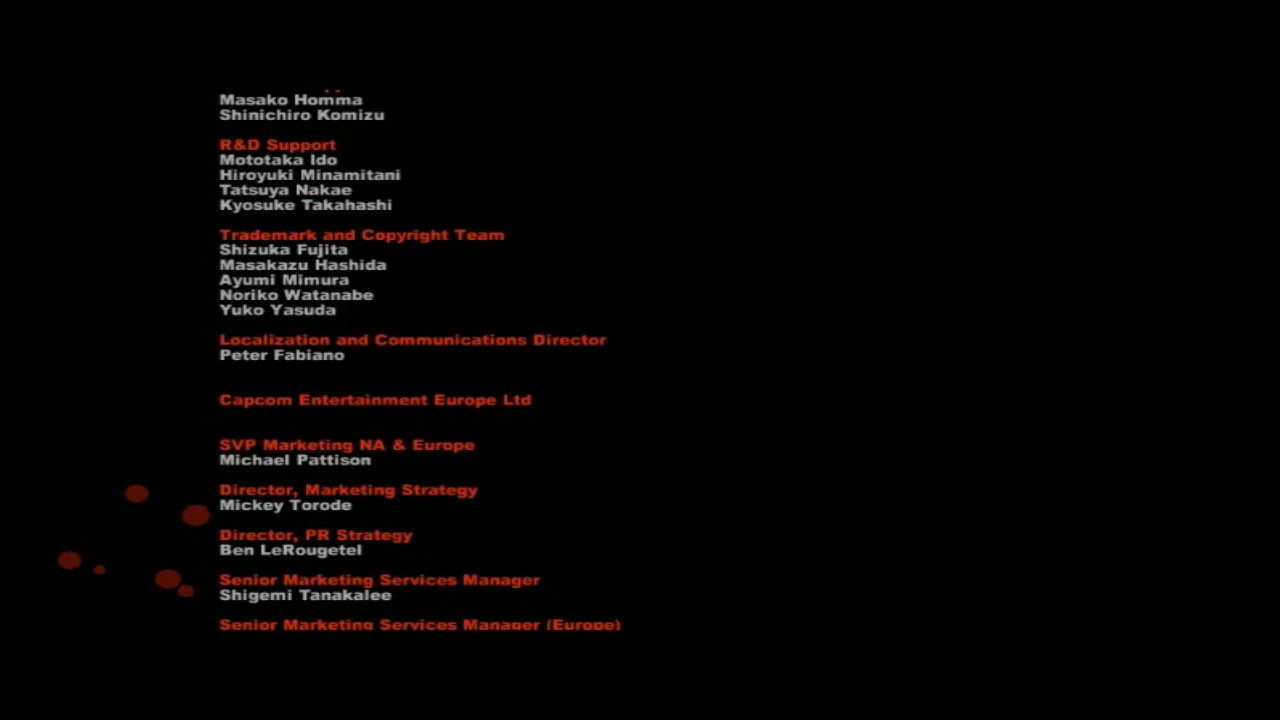 Masako Homma
Shinichiro Komizu
R&D Support
Mototaka Ido
Hiroyuki Minamitani
Tatsuya Nakae
Kyosuke Takahashi
Trademark and Copyright Team
Shizuka Fujita
Masakazu Hashida
Ayumi Mimura
Noriko Watanabe
Yuko Yasuda
Localization and Communications Director
Peter Fabiano
Capcom Entertainment Europe Ltd
SVP Marketing NA & Europe
Michael Pattison
Director, Marketing Strategy
Mickey Torode
Director, PR Strategy
Ben LeRougetel
Senior Marketing Services Manager
Shigemi Tanakalee
Senior Marketing Services Manager (Europe)